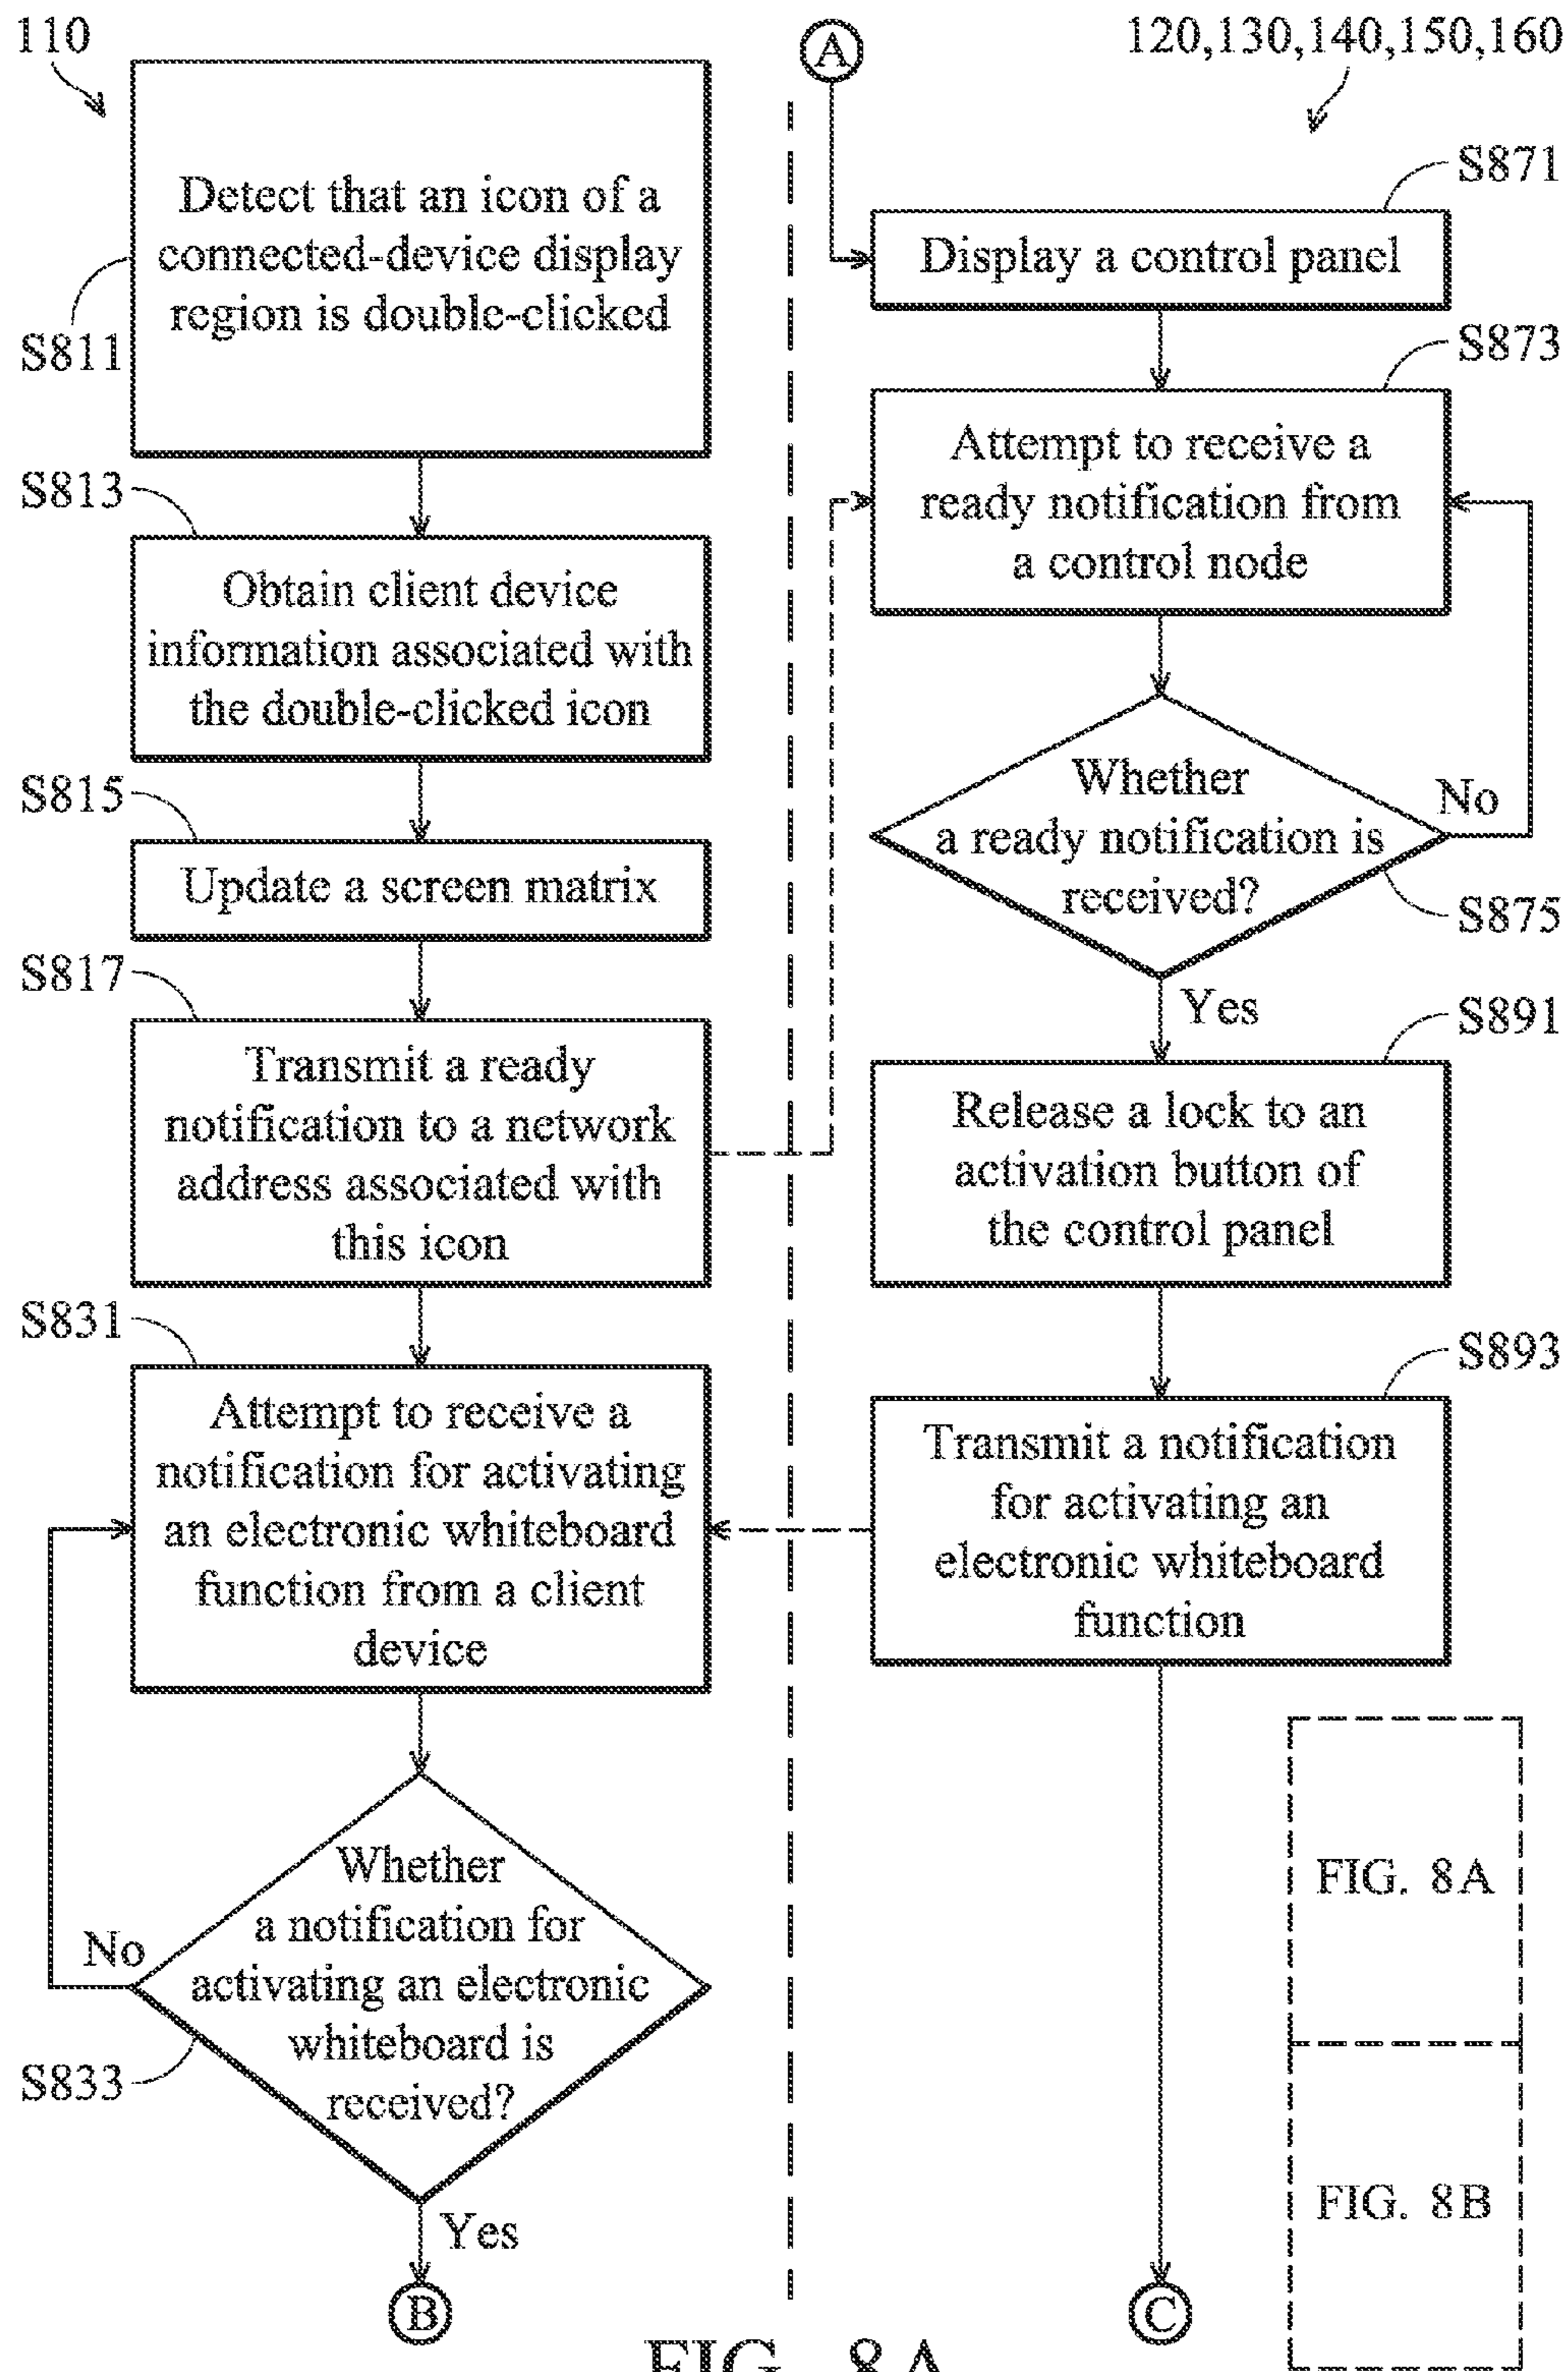 110
Detect that an icon of a
connected-device display
region is double-clicked
S811
S813
Obtain client device
information associated with
the double-clicked icon
S815
Update a screen matrix
S817
Transmit a ready
notification to a network
address associated with
this icon
S831
Attempt to receive a
notification for activating
an electronic whiteboard
function from a client
device
Whether
a notification for
activating an electronic
whiteboard is
received?
No
S833
Yes
B
A
120,130,140,150,160
S871
Display a control panel
S873
Attempt to receive a
ready notification from
a control node
Whether
a ready notification is
received?
No
S875
Yes
S891
Release a lock to an
activation button of
the control panel
S893
Transmit a notification
for activating an
electronic whiteboard
function
C
FIG. 8A
FIG. 8B
FIG. 8A